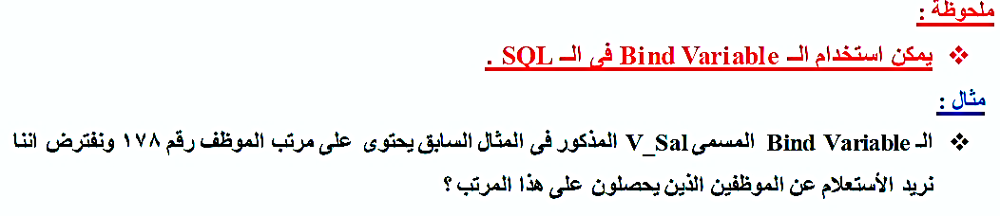 ملحوظة :
❖ يمكن استخدام الـ Bind Variable فى الـ SQL .
مثال :
❖ الـ Bind Variable المسمى V_Sal المذكور فى المثال السابق يحتوى على مرتب الموظف رقم ١٧٨ ونفترض اننا
نريد الأستعلام عن الموظفين الذين يحصلون على هذا المرتب ؟